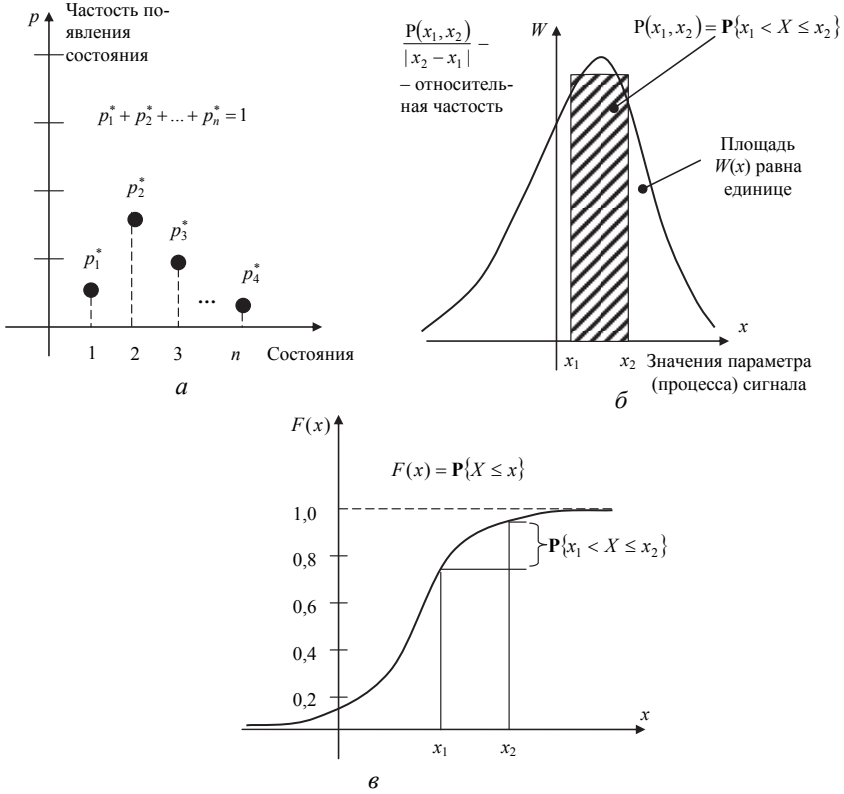 p
Частость по-
явления
состояния
p₁* + p₂* + ... + pₙ* = 1
p₂*
p₁*
p₃*
p₄*
...
1 2 3 n Состояния
а
P(x₁, x₂)
| x₂ − x₁ | –
– относитель-
ная частость
W
P(x₁, x₂) = P{x₁ < X ≤ x₂}
Площадь
W(x) равна
единице
x
x₁ x₂ Значения параметра
(процесса) сигнала
б
F(x)
F(x) = P{X ≤ x}
1,0
0,8
P{x₁ < X ≤ x₂}
0,6
0,4
0,2
x
x₁ x₂
в